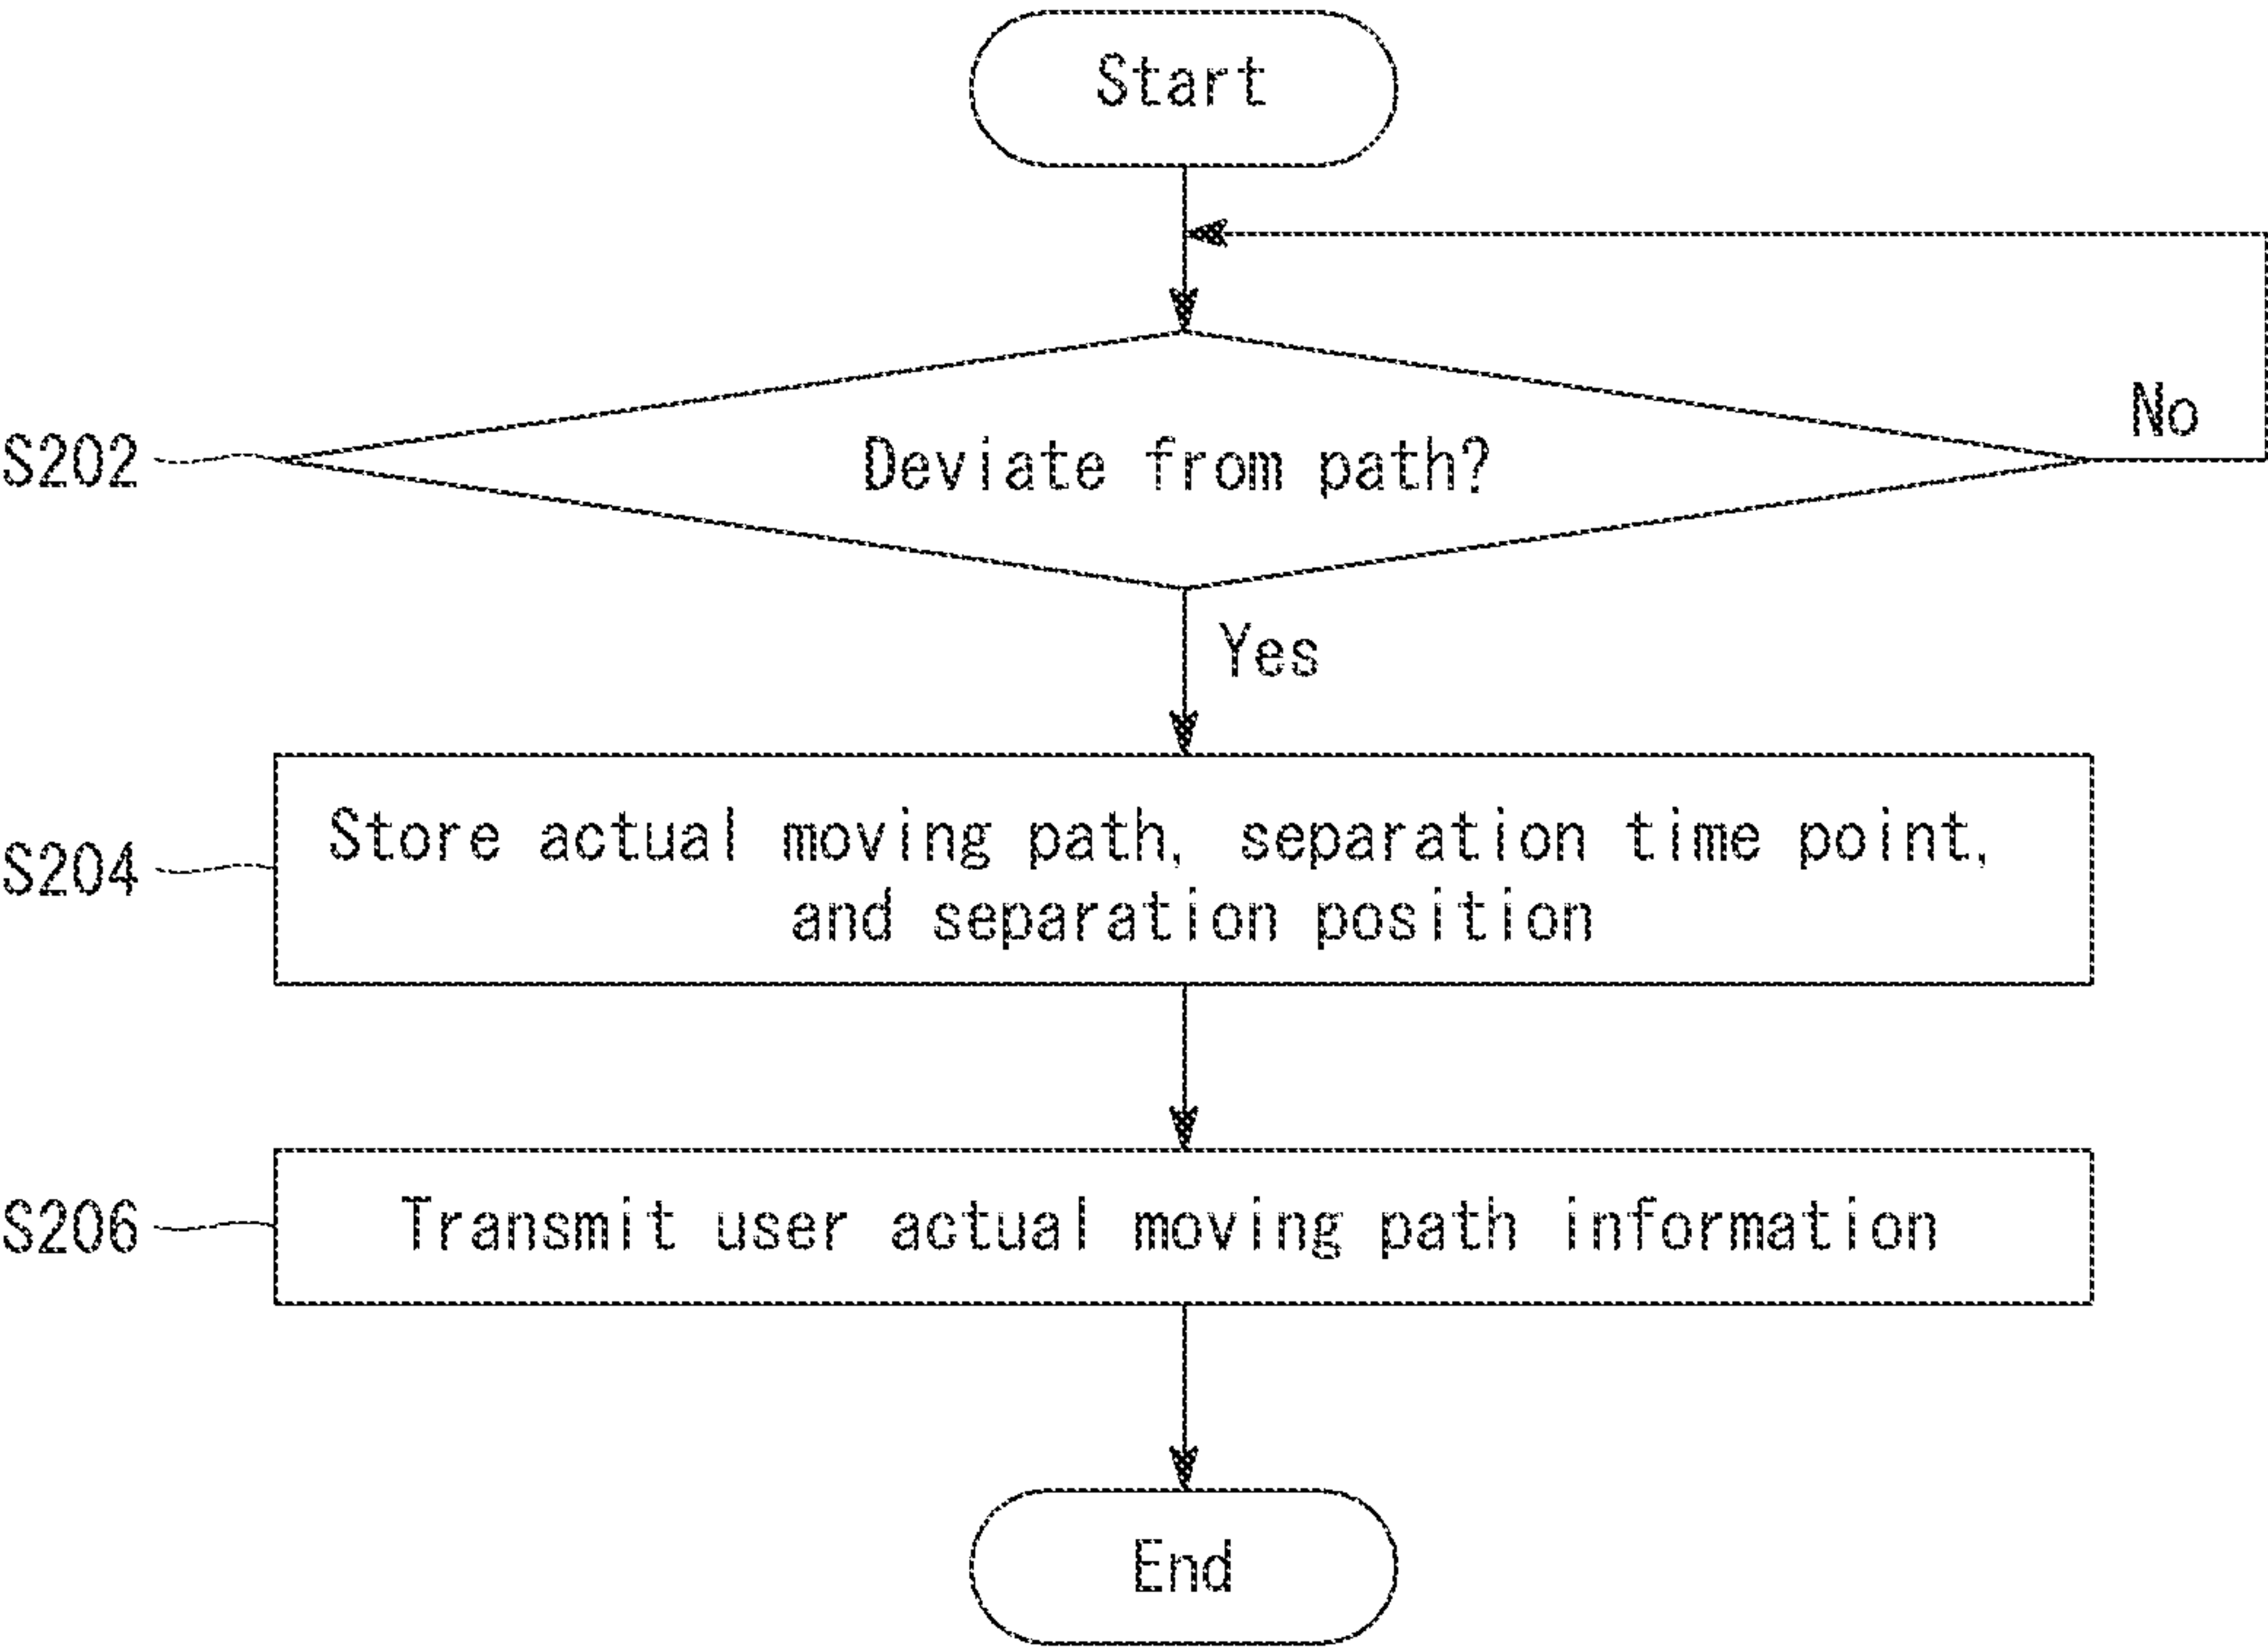 Start
No
S202
Deviate from path?
Yes
S204
Store actual moving path, separation time point,
and separation position
S206
Transmit user actual moving path information
End